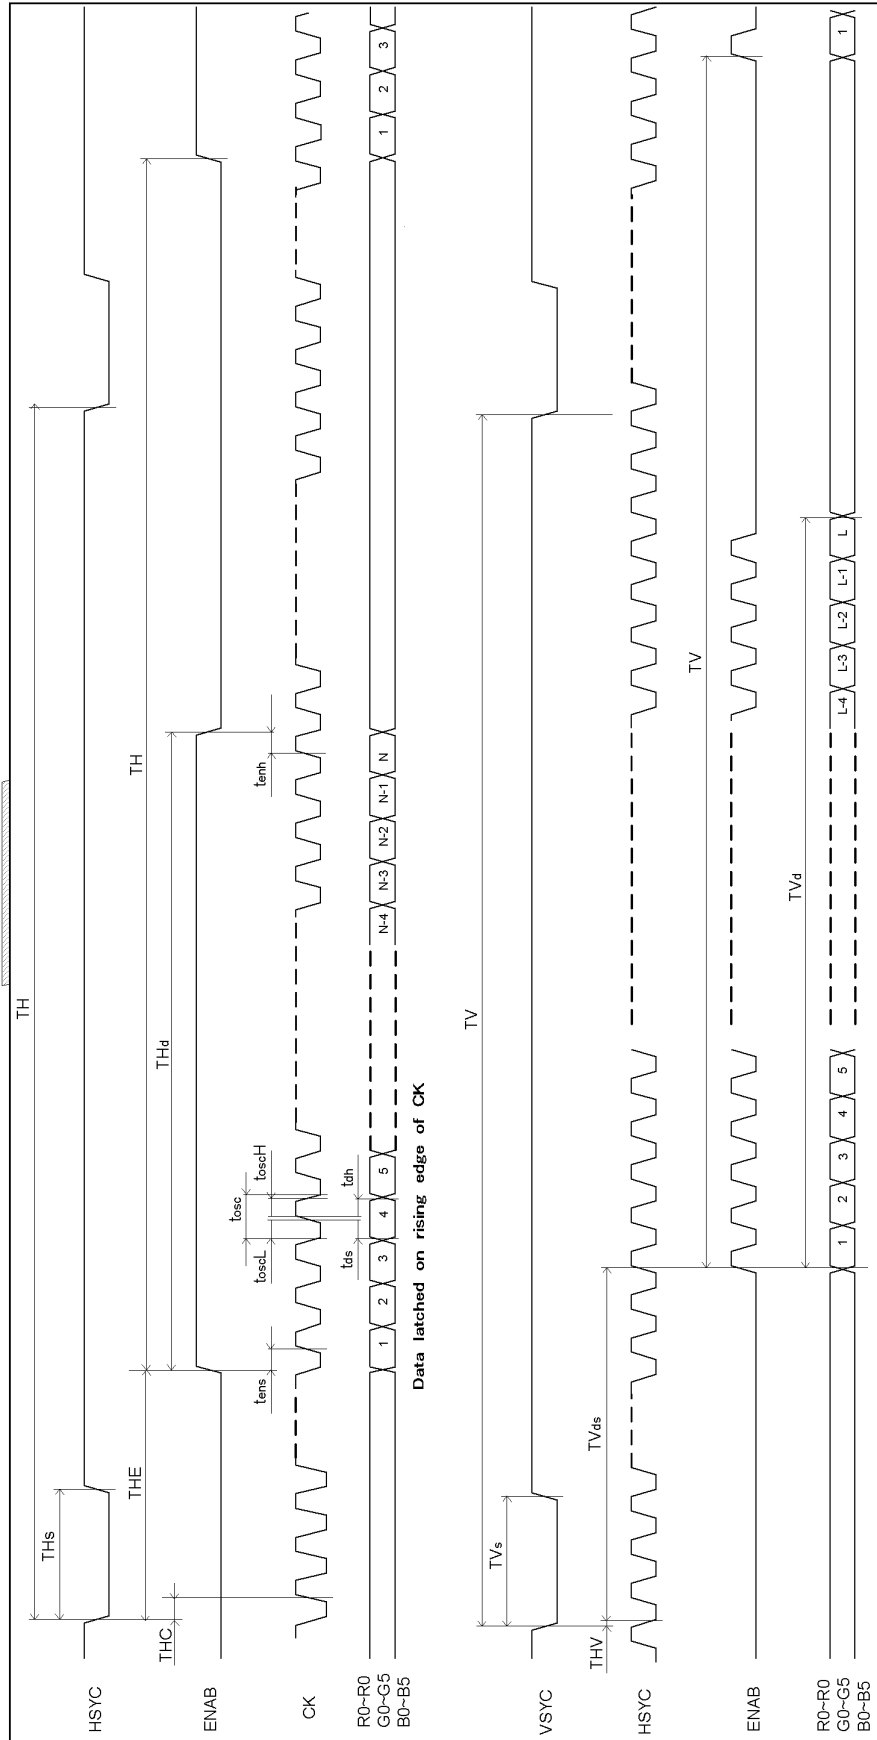 TH
HSYC
THs
TH
THE
THd
ENAB
THC
tosc
toscL
toscH
tens
tenh
CK
tds
tdh
R0~R0
G0~G5
B0~B5
1
2
3
4
5
N-4
N-3
N-2
N-1
N
1
2
3
Data latched on rising edge of CK
TV
VSYC
TVs
THV
TVds
HSYC
TV
ENAB
TVd
R0~R0
G0~G5
B0~B5
1
2
3
4
5
L-4
L-3
L-2
L-1
L
1